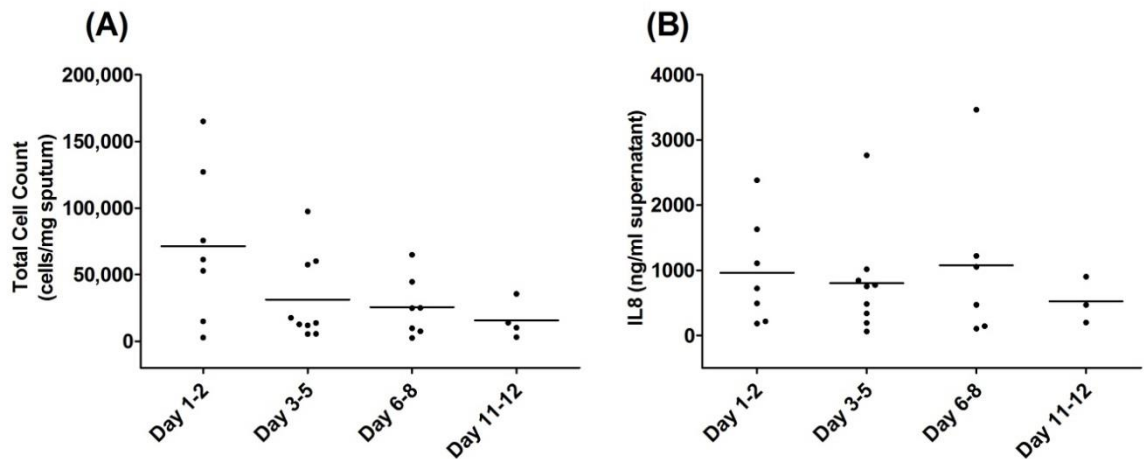 (A)
Total Cell Count
(cells/mg sputum)
200,000
150,000
100,000
50,000
0
Day 1-2
Day 3-5
Day 6-8
Day 11-12
(B)
IL8 (ng/ml supernatant)
4000
3000
2000
1000
0
Day 1-2
Day 3-5
Day 6-8
Day 11-12